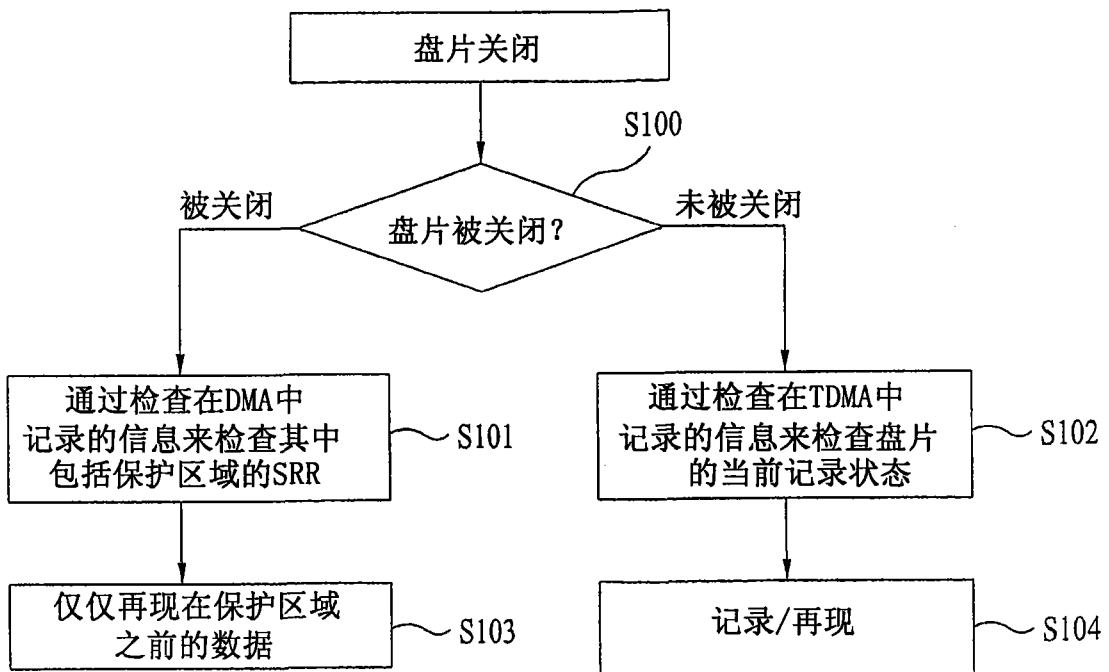 盘片关闭
S100
被关闭
未被关闭
盘片被关闭？
通过检查在DMA中
记录的信息来检查其中
包括保护区域的SRR
S101
通过检查在TDMA中
记录的信息来检查盘片
的当前记录状态
S102
仅仅再现在保护区域
之前的数据
S103
记录/再现
S104